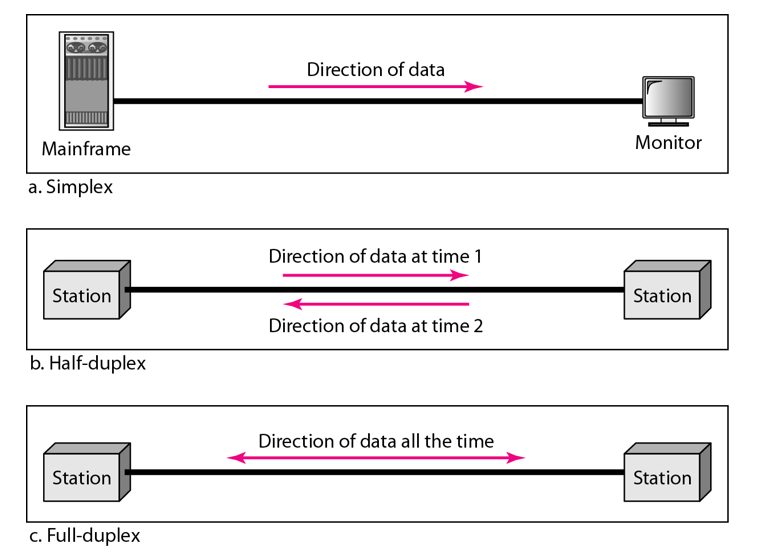 Direction of data
Mainframe
Monitor
a. Simplex
Direction of data at time 1
Station
Station
Direction of data at time 2
b. Half-duplex
Direction of data all the time
Station
Station
c. Full-duplex